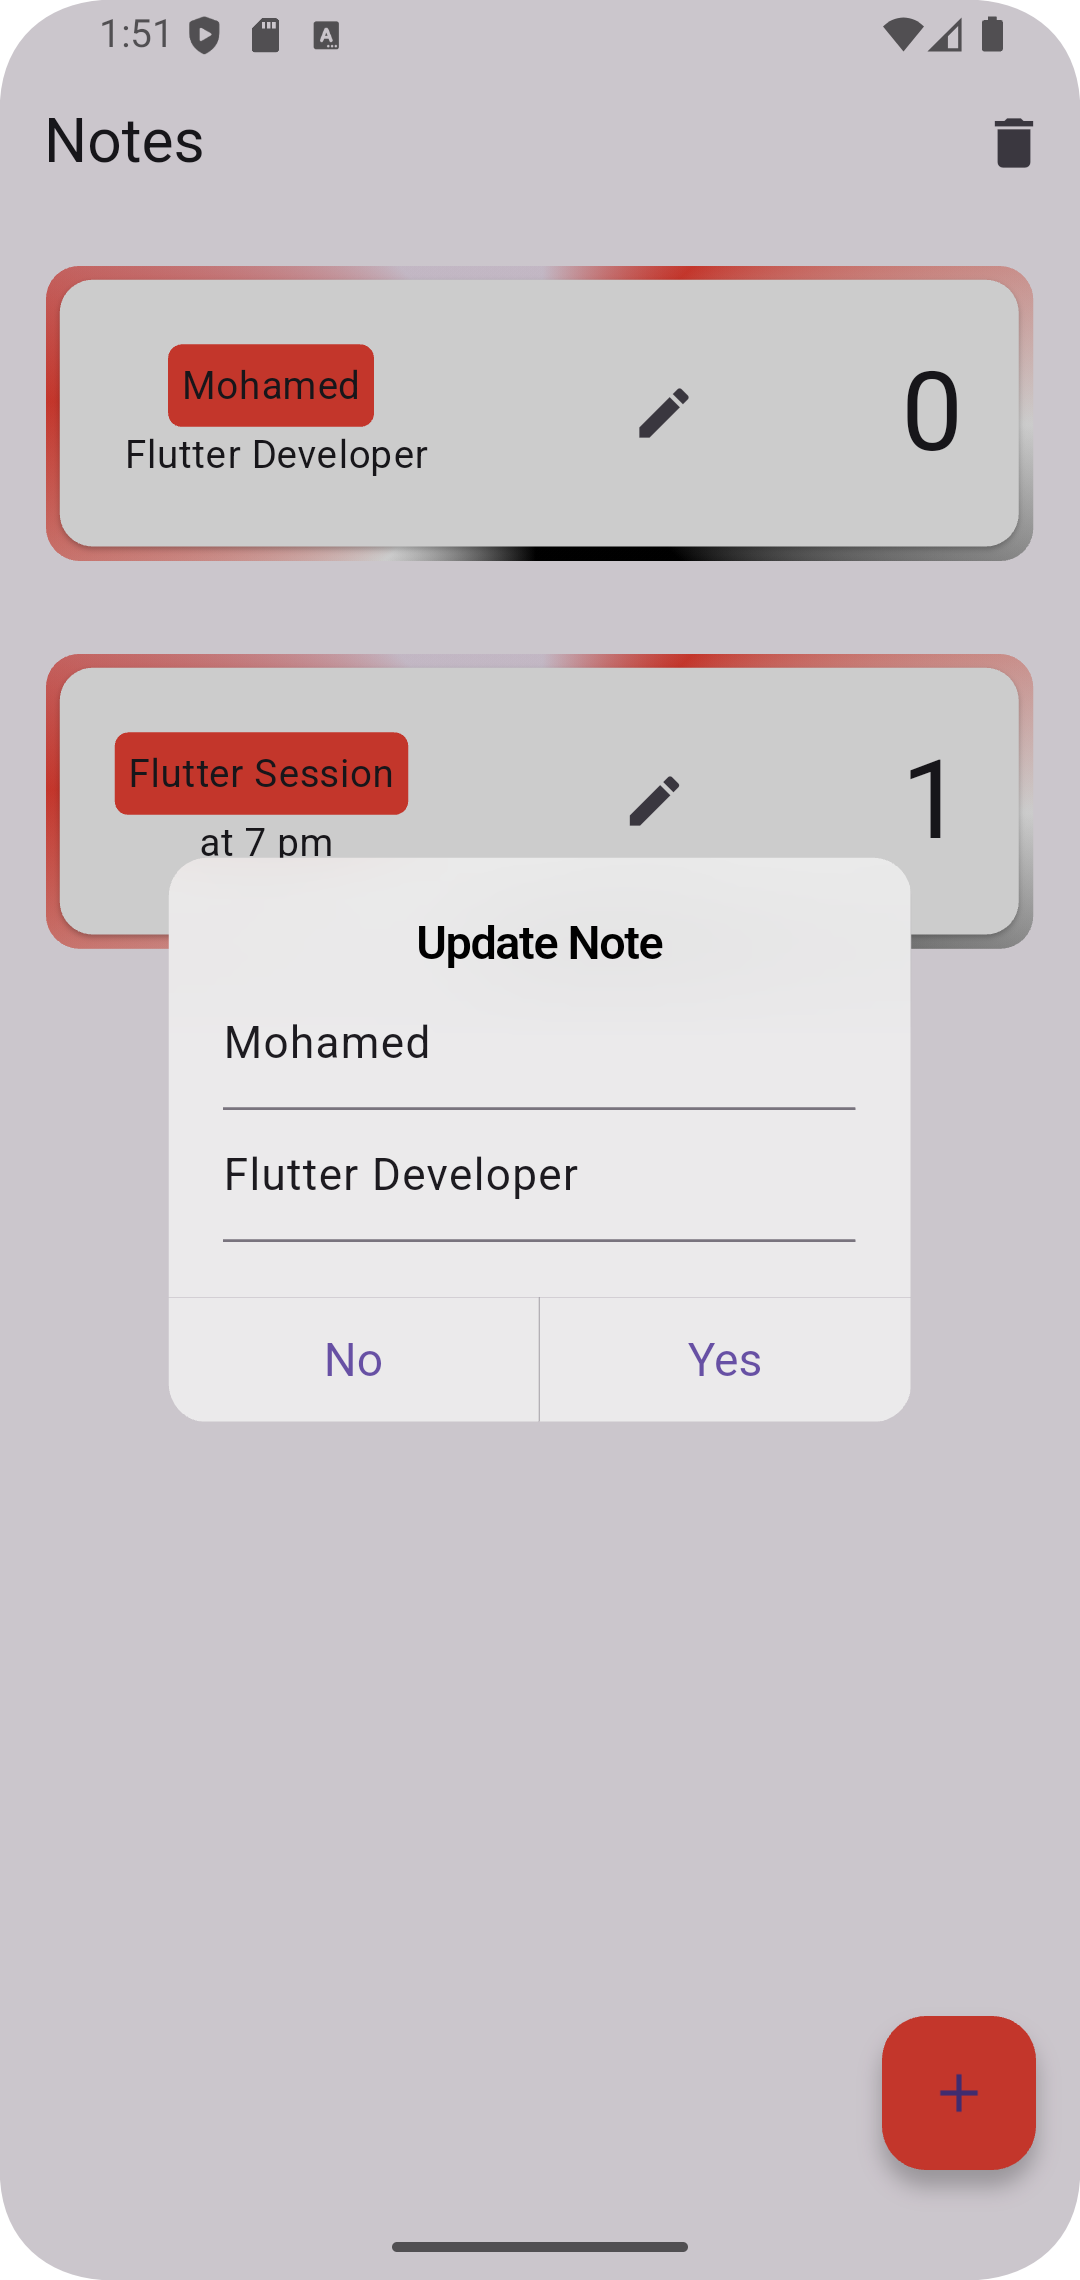 1:51
Notes
Mohamed
Flutter Developer
0
Flutter Session
at 7 pm
1
Update Note
Mohamed
Flutter Developer
No
Yes